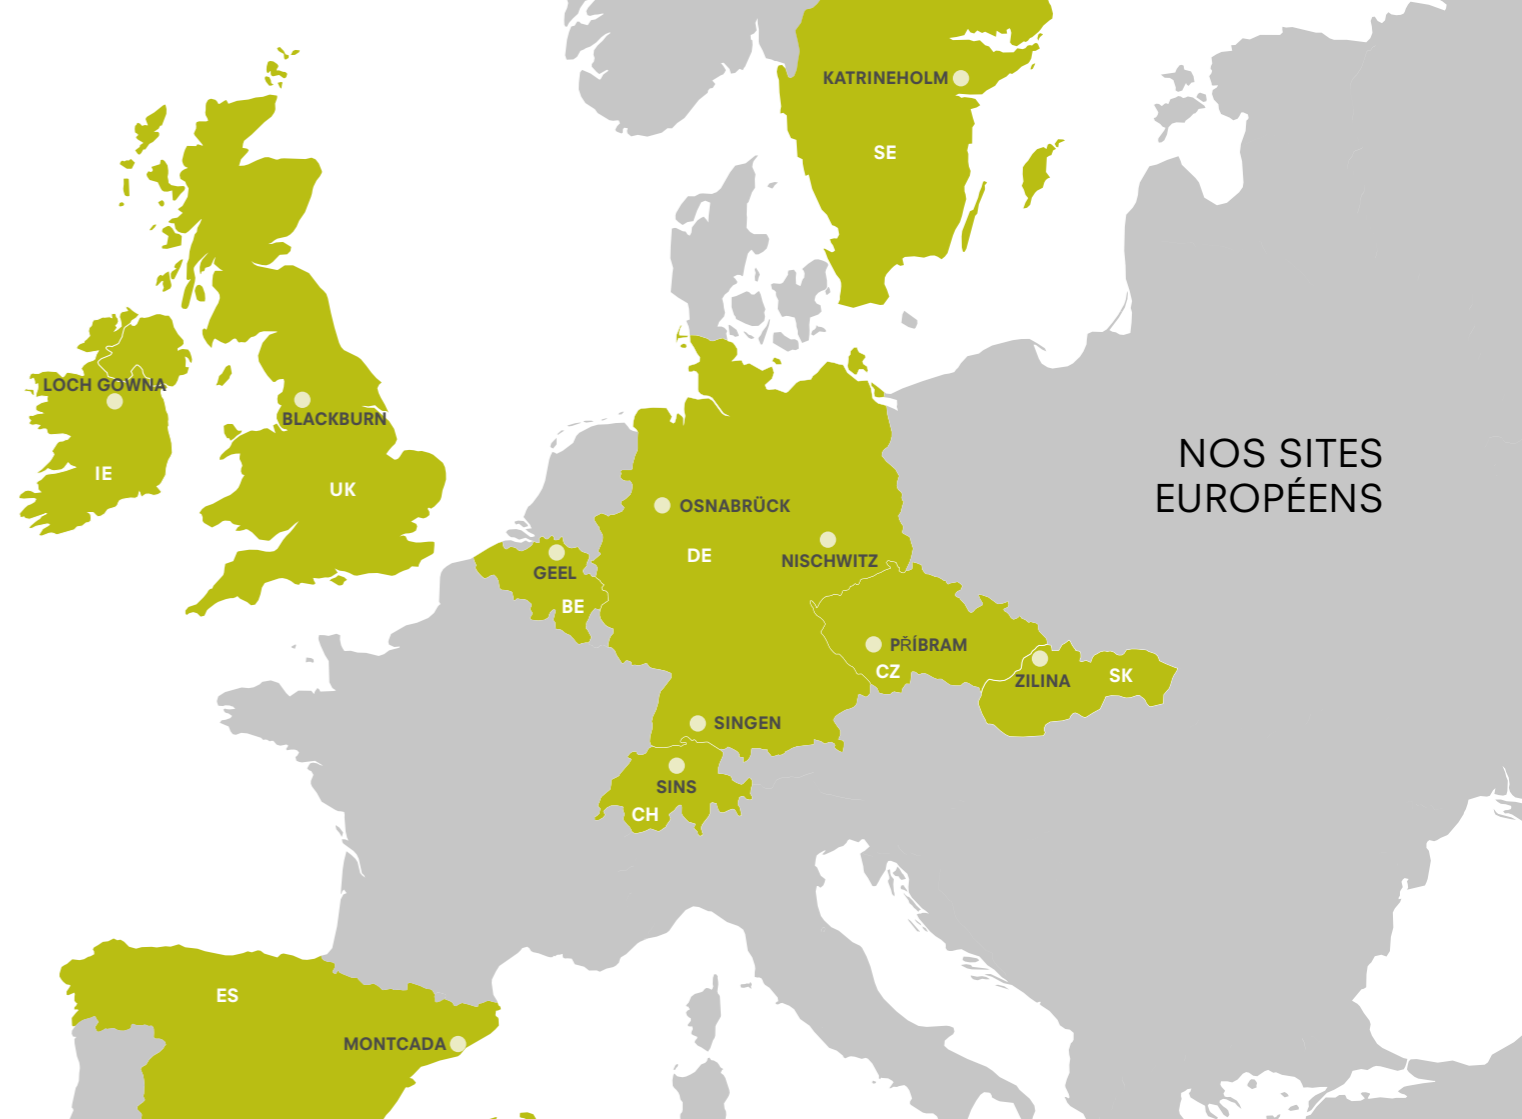 KATRINEHOLM
SE
LOCH GOWNA
BLACKBURN
IE
UK
NOS SITES
EUROPÉENS
OSNABRÜCK
DE
NISCHWITZ
GEEL
BE
PŘÍBRAM
CZ
ZILINA
SK
SINGEN
SINS
CH
ES
MONTCADA